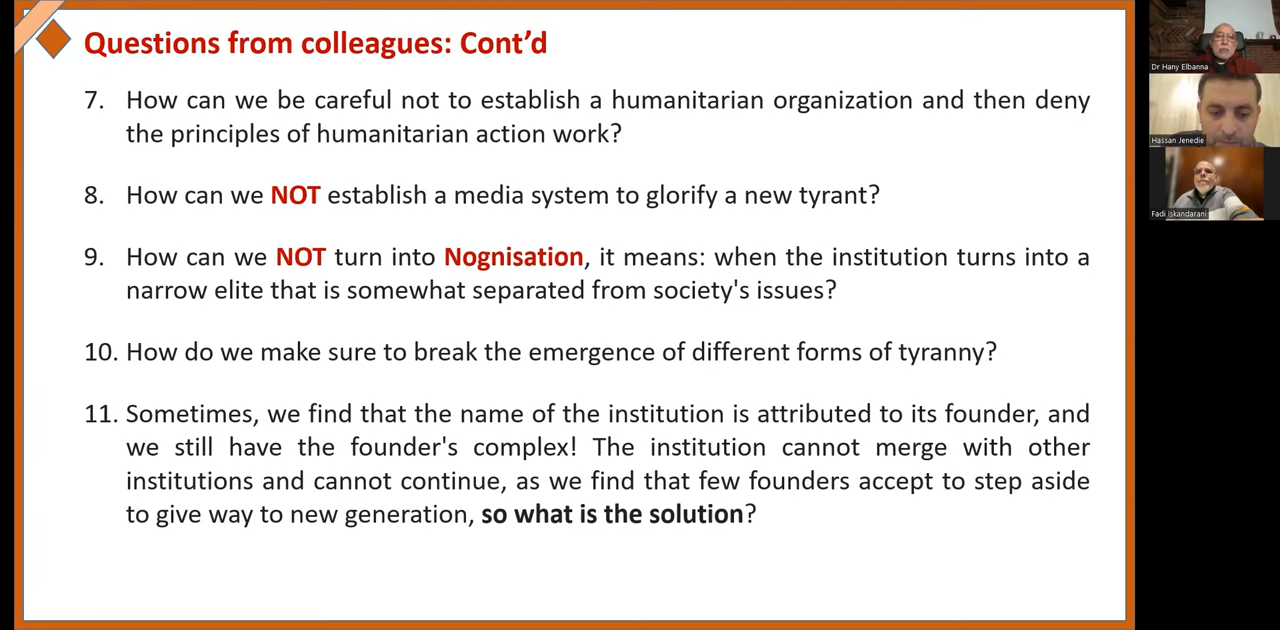 Questions from colleagues: Cont’d
7. How can we be careful not to establish a humanitarian organization and then deny
the principles of humanitarian action work?
8. How can we NOT establish a media system to glorify a new tyrant?
9. How can we NOT turn into Nognisation, it means: when the institution turns into a
narrow elite that is somewhat separated from society's issues?
10. How do we make sure to break the emergence of different forms of tyranny?
11. Sometimes, we find that the name of the institution is attributed to its founder, and
we still have the founder's complex! The institution cannot merge with other
institutions and cannot continue, as we find that few founders accept to step aside
to give way to new generation, so what is the solution?
Dr Hany Elbanna
Hassan Jenedie
Fadi Iskandarani